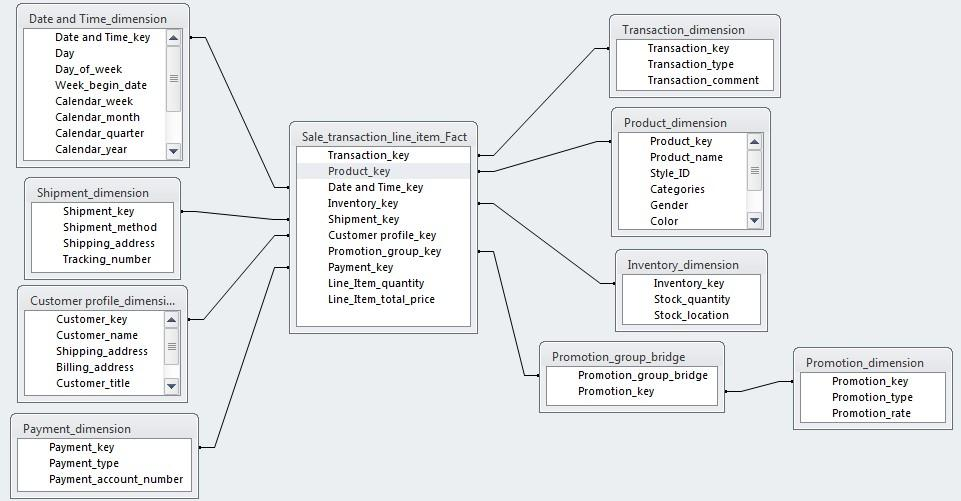 Date and Time_dimension
Date and Time_key
Day
Day_of_week
Week_begin_date
Calendar_week
Calendar_month
Calendar_quarter
Calendar_year
Shipment_dimension
Shipment_key
Shipment_method
Shipping_address
Tracking_number
Customer profile_dimensi...
Customer_key
Customer_name
Shipping_address
Billing_address
Customer_title
Payment_dimension
Payment_key
Payment_type
Payment_account_number
Sale_transaction_line_item_Fact
Transaction_key
Product_key
Date and Time_key
Inventory_key
Shipment_key
Customer profile_key
Promotion_group_key
Payment_key
Line_Item_quantity
Line_Item_total_price
Transaction_dimension
Transaction_key
Transaction_type
Transaction_comment
Product_dimension
Product_key
Product_name
Style_ID
Categories
Gender
Color
Inventory_dimension
Inventory_key
Stock_quantity
Stock_location
Promotion_group_bridge
Promotion_group_bridge
Promotion_key
Promotion_dimension
Promotion_key
Promotion_type
Promotion_rate